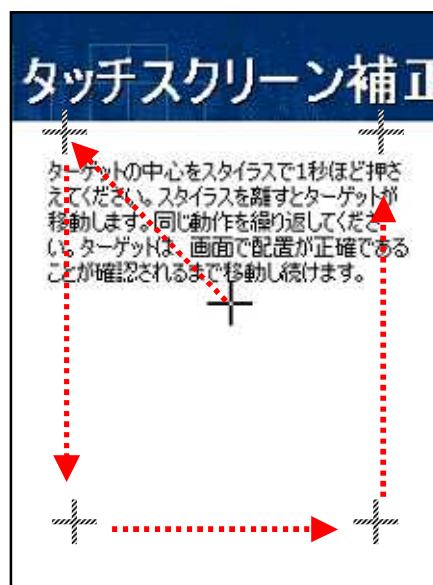 タッチスクリーン補正
ターゲットの中心をスタイラスで1秒ほど押さ
えてください。スタイラスを離すとターゲットが
移動します。同じ動作を繰り返してくださ
い。ターゲットは、画面で配置が正確である
ことが確認されるまで移動し続けます。